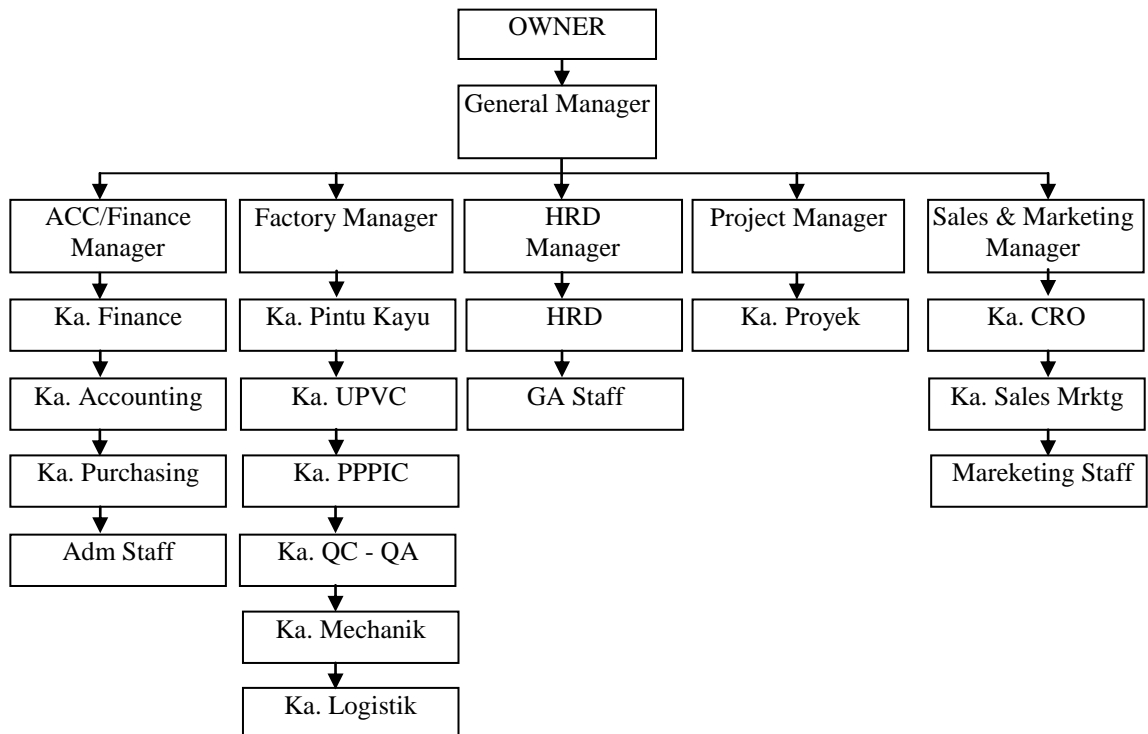 OWNER
General Manager
ACC/Finance
Manager
Factory Manager
HRD
Manager
Project Manager
Sales & Marketing
Manager
Ka. Finance
Ka. Pintu Kayu
HRD
Ka. Proyek
Ka. CRO
Ka. Accounting
Ka. UPVC
GA Staff
Ka. Sales Mrktg
Ka. Purchasing
Ka. PPPIC
Mareketing Staff
Adm Staff
Ka. QC - QA
Ka. Mechanik
Ka. Logistik